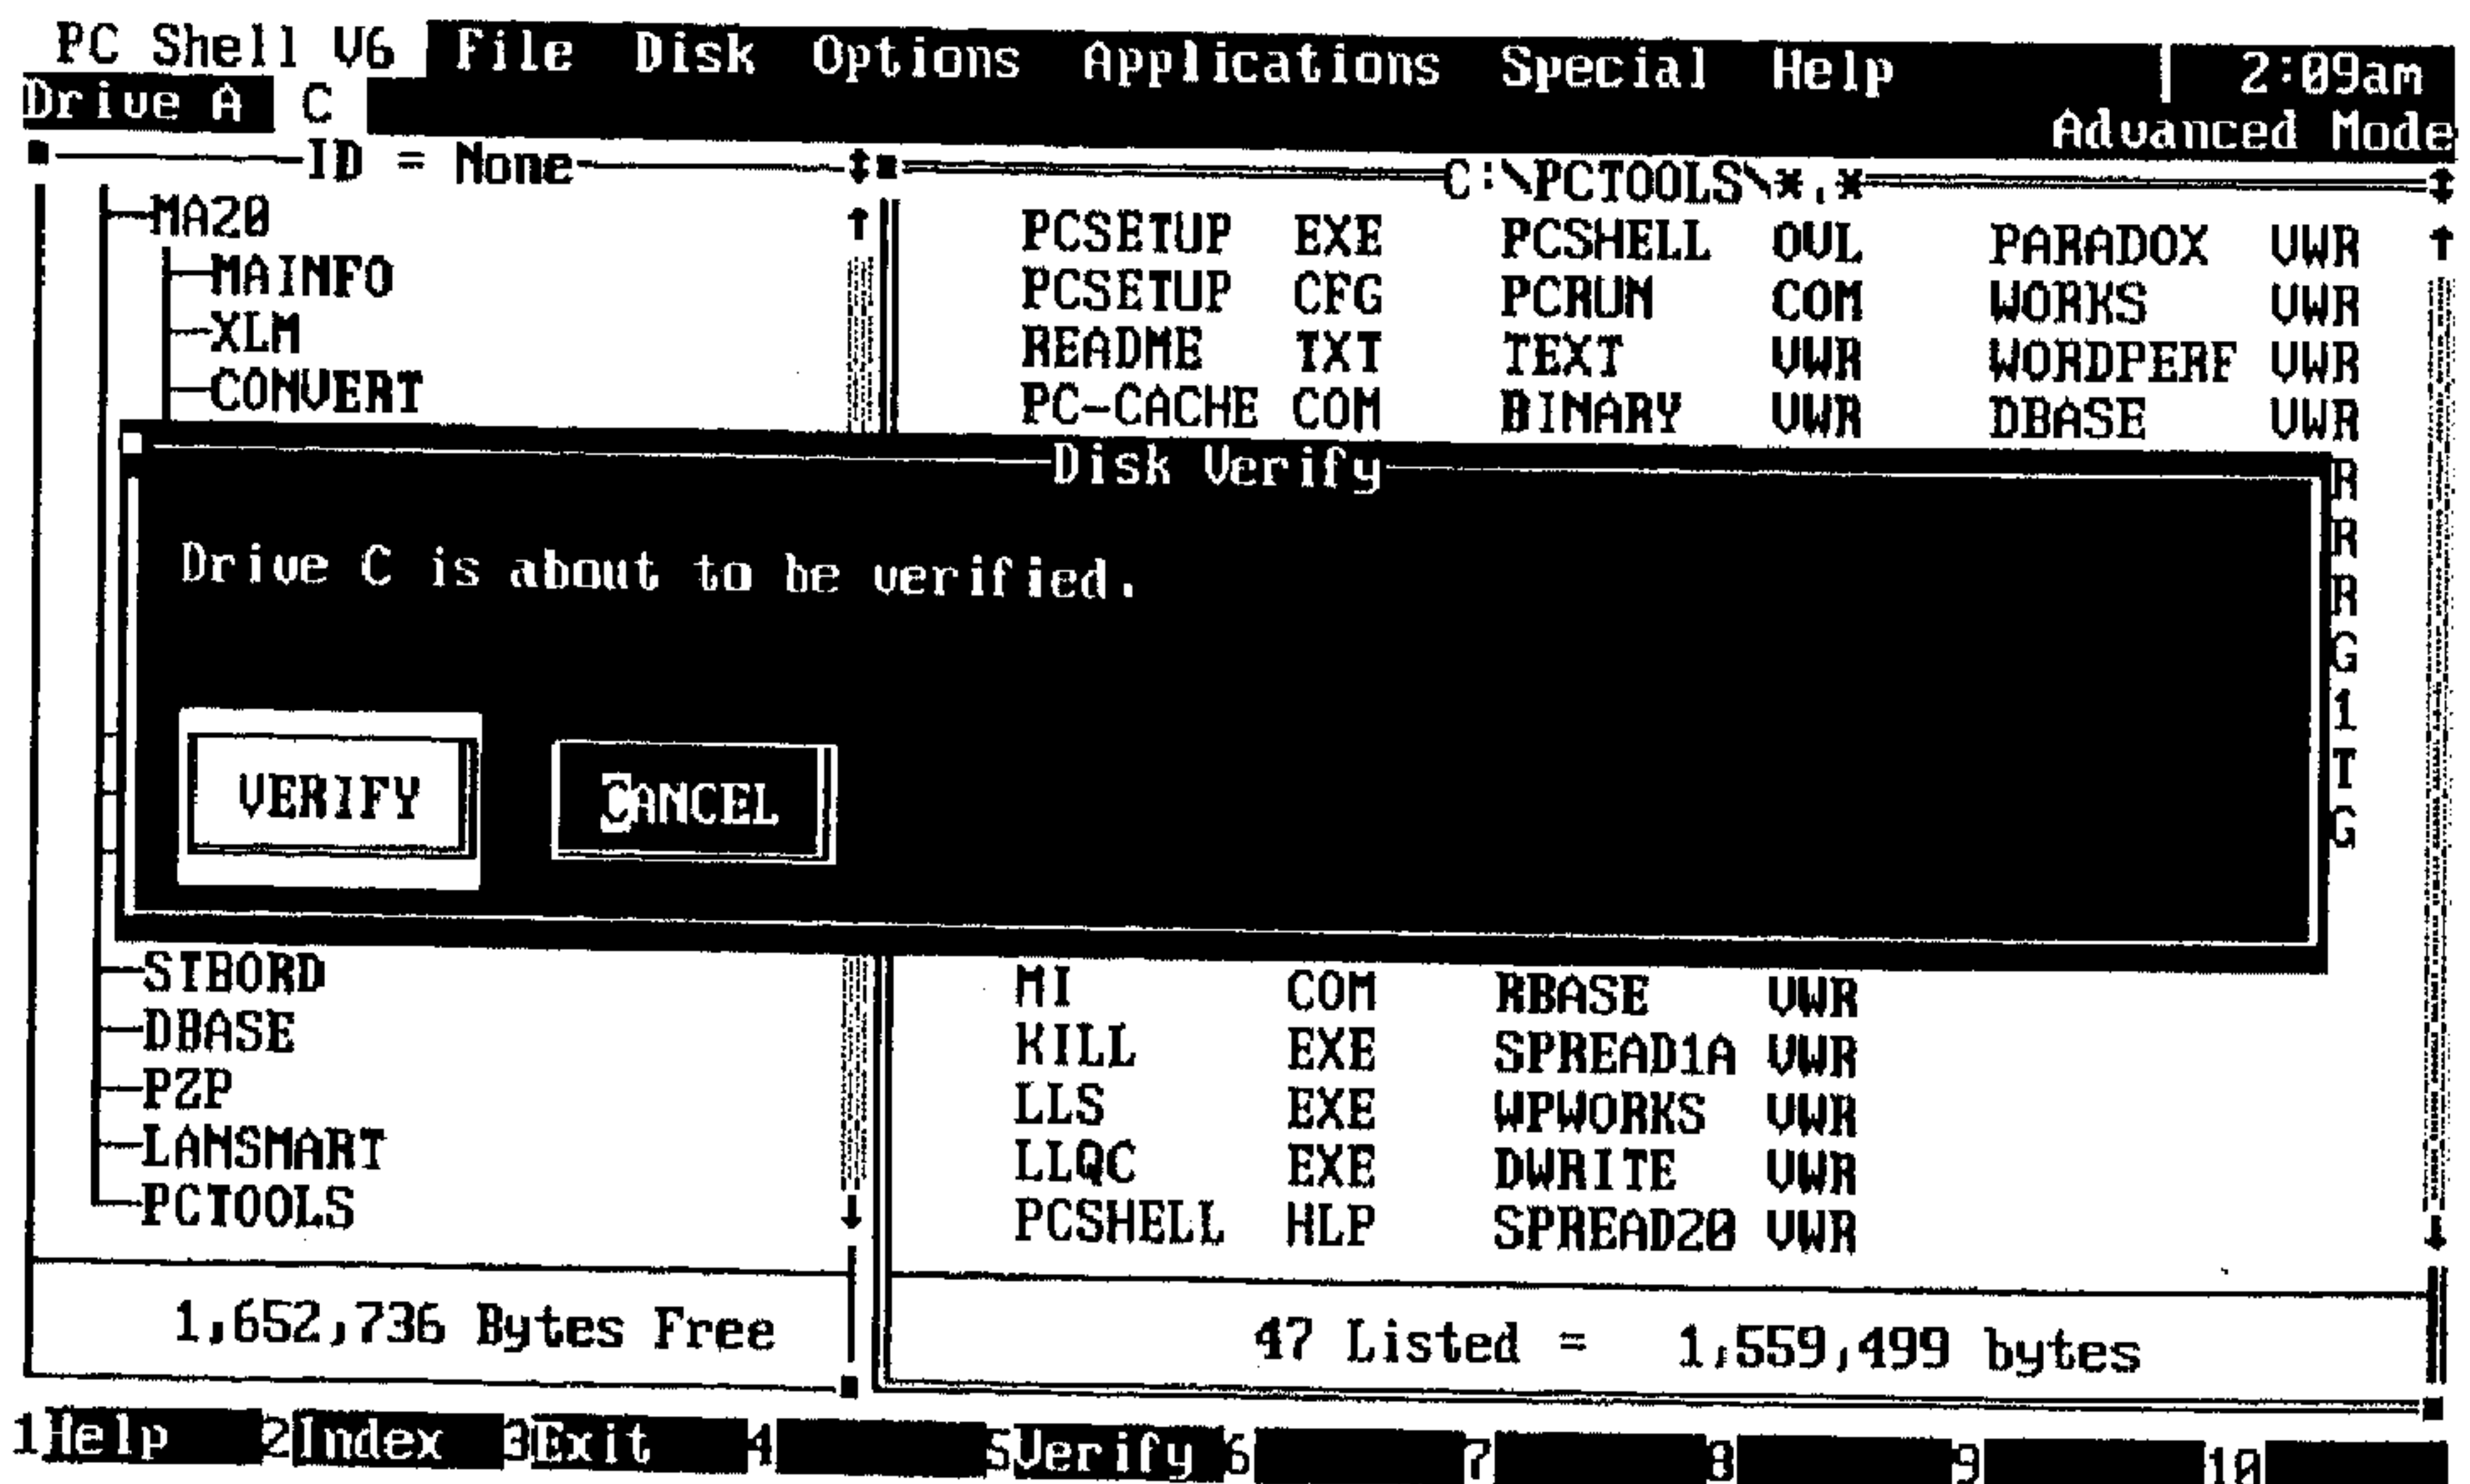 PC Shell V6 File Disk Options Applications Special Help 2:09am
Drive A C
Advanced Mode
ID = None C:\PCTOOLS\*.*
MA20 PCSETUP EXE PCSHELL OVL PARADOX VWR
MAINFO PCSETUP CFG PCRUN COM WORKS VWR
XLM README TXT TEXT VWR WORDPERF VWR
CONVERT PC-CACHE COM BINARY VWR DBASE VWR
Disk Verify R
R
Drive C is about to be verified.
R
G
1
T
VERIFY CANCEL
G
STBORD MI COM RBASE VWR
DBASE KILL EXE SPREAD1A VWR
PZP LLS EXE WPWORKS VWR
LANSMART LLQC EXE DWRITE VWR
PCTOOLS PCSHELL HLP SPREAD20 VWR
1,652,736 Bytes Free 47 Listed = 1,559,499 bytes
1Help 2Index 3Exit 4 5Verify 6 7 8 9 10